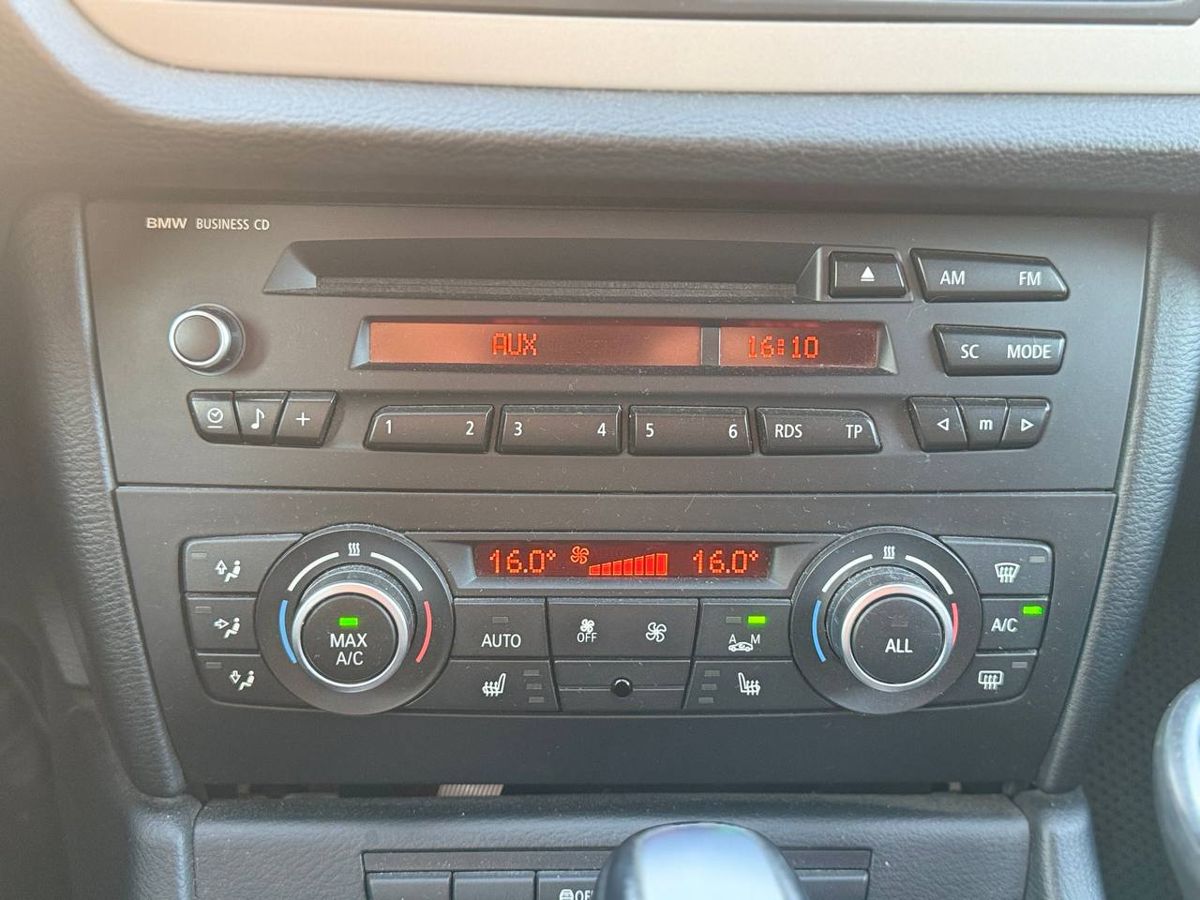 BMW BUSINESS CD
AM FM
AUX 16:10
SC MODE
1 2 3 4 5 6 RDS TP m
16.0° 16.0°
MAX
A/C
AUTO
OFF
A M
ALL
A/C
OFF